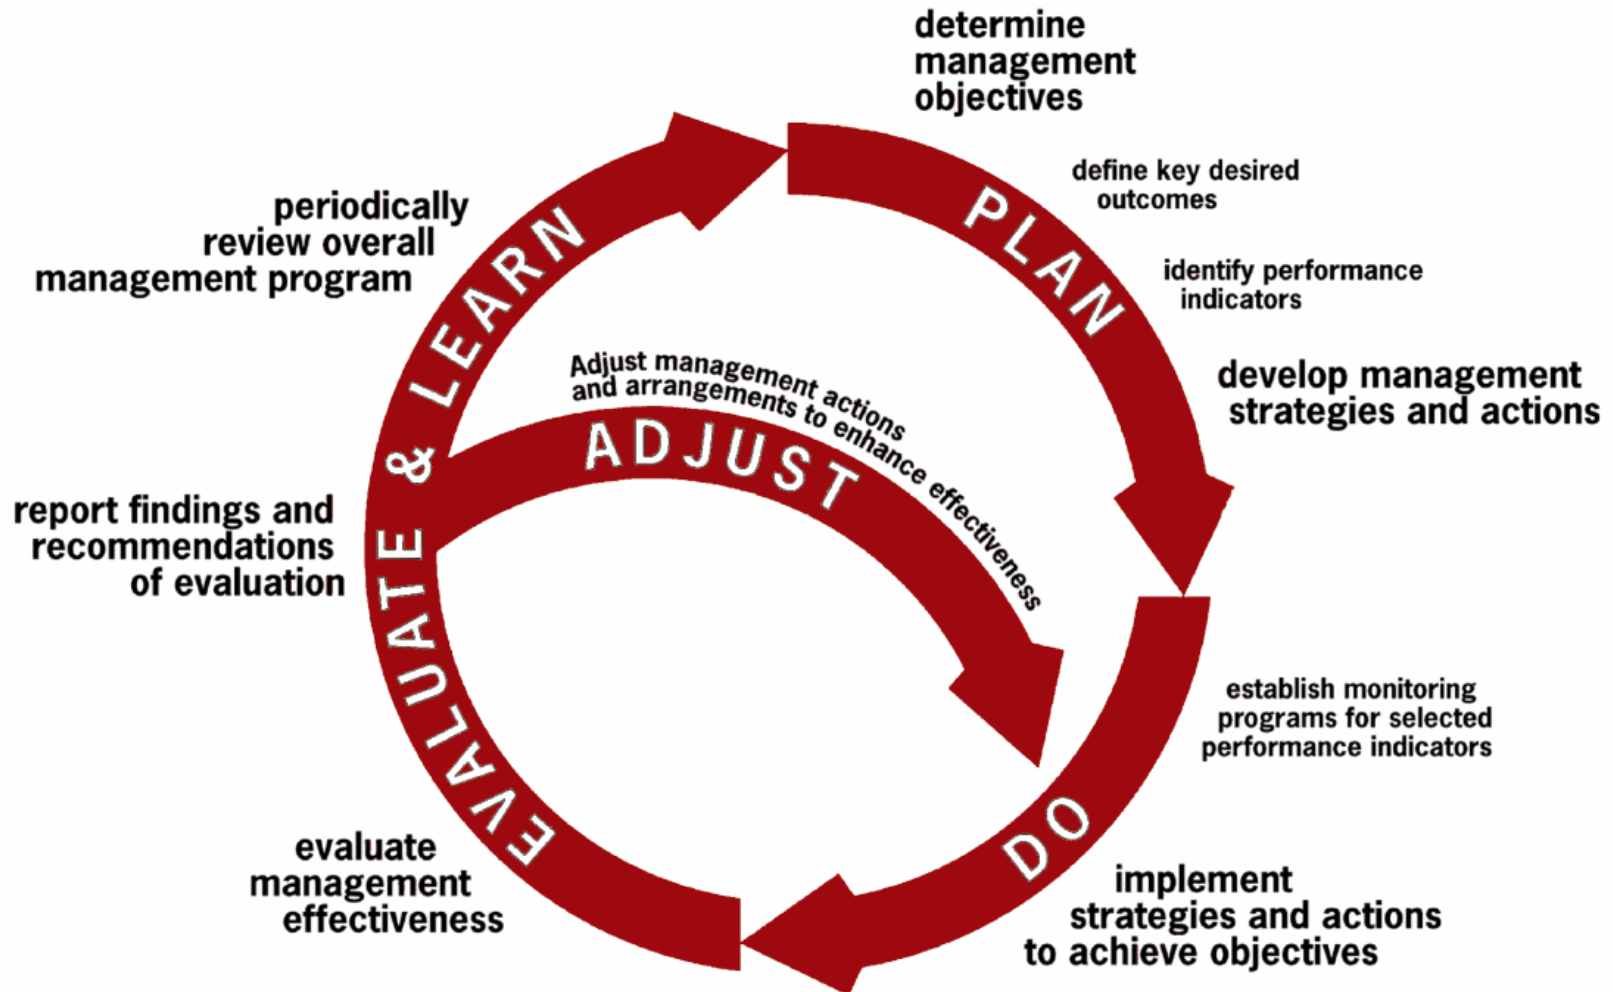 determine
management
objectives
define key desired
outcomes
PLAN
identify performance
indicators
develop management
strategies and actions
establish monitoring
programs for selected
performance indicators
DO
implement
strategies and actions
to achieve objectives
evaluate
management
effectiveness
EVALUATE & LEARN
report findings and
recommendations
of evaluation
periodically
review overall
management program
Adjust management actions
and arrangements to enhance effectiveness
ADJUST